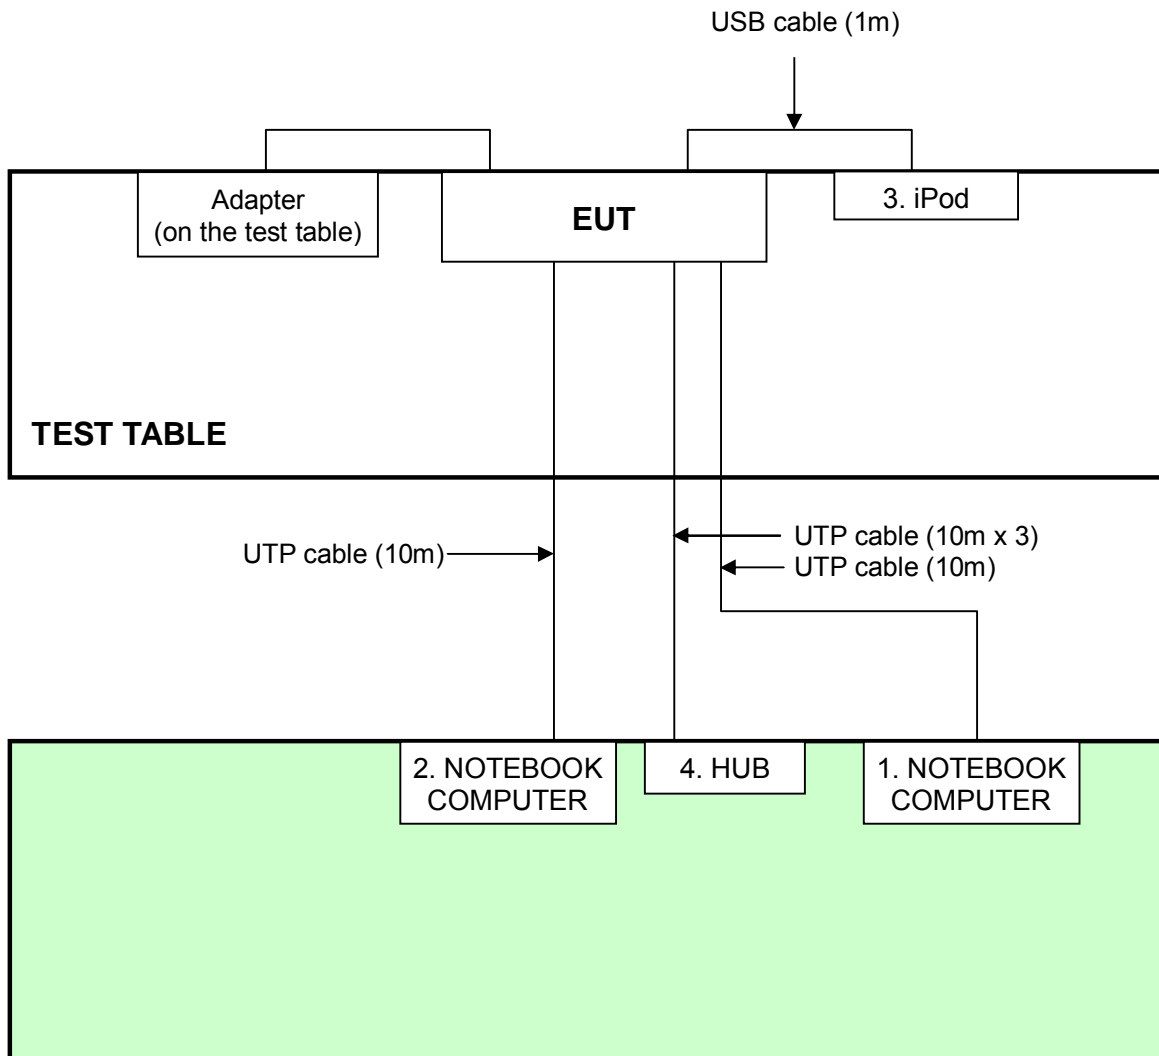 USB cable (1m)
Adapter
(on the test table)
EUT
3. iPod
TEST TABLE
UTP cable (10m)
UTP cable (10m x 3)
UTP cable (10m)
2. NOTEBOOK
COMPUTER
4. HUB
1. NOTEBOOK
COMPUTER